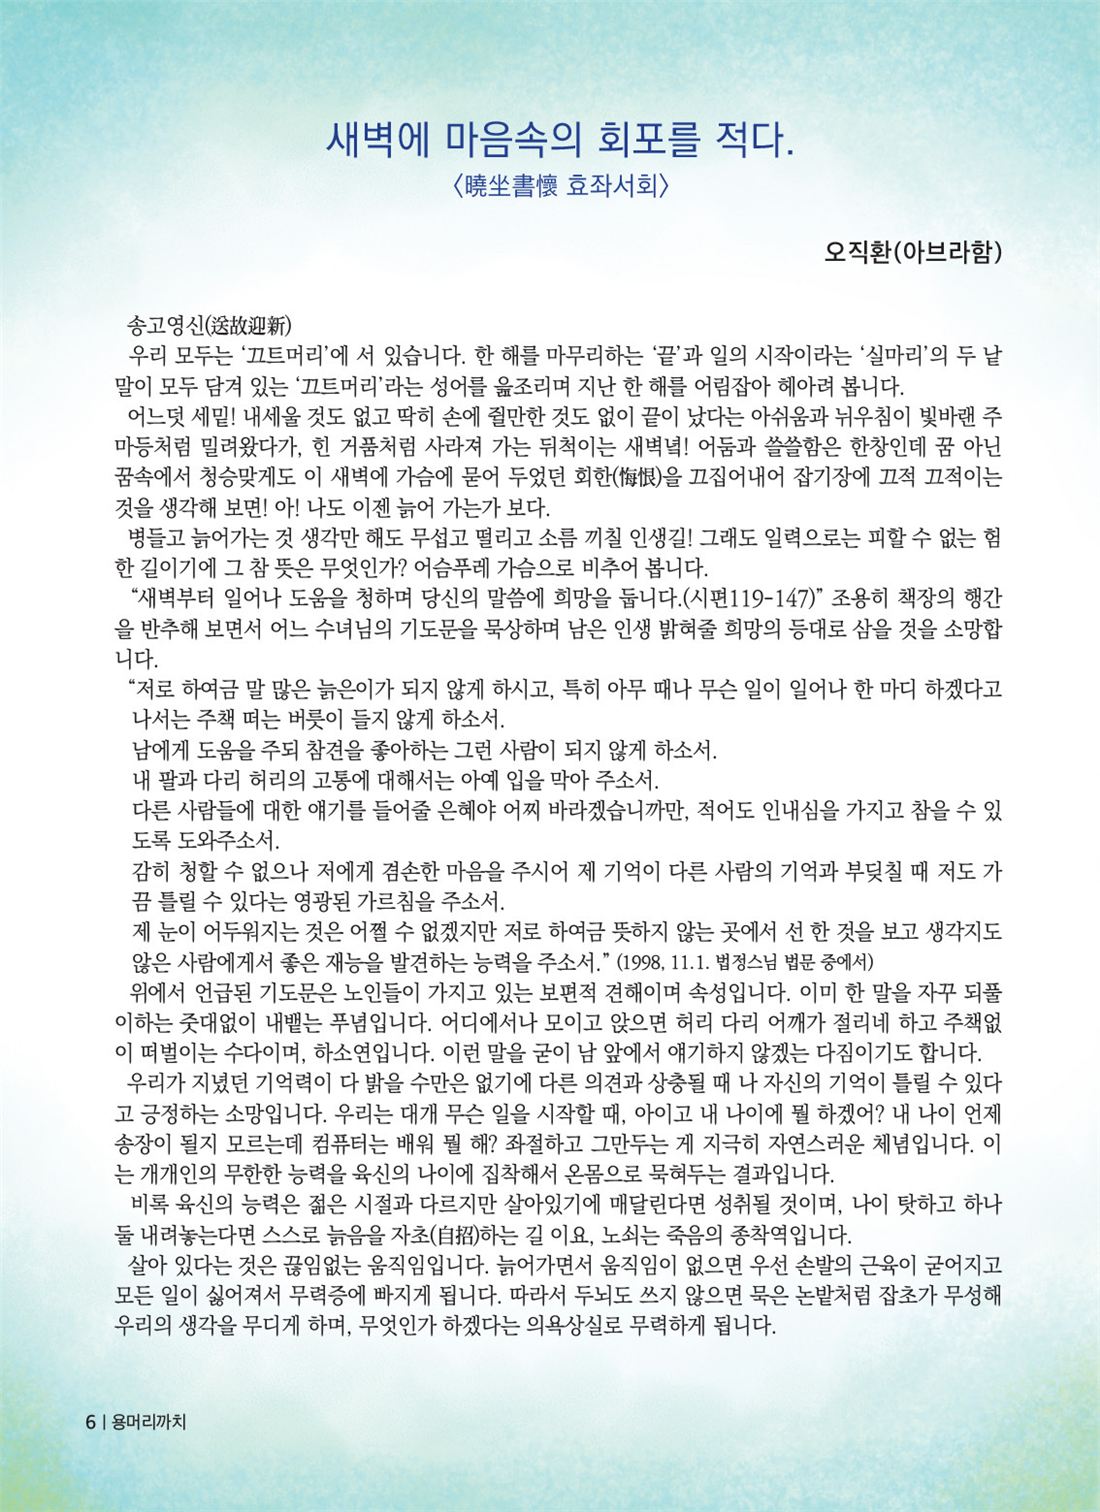 새벽에 마음속의 회포를 적다.
〈曉坐書懷 효좌서회〉
오직환(아브라함)
송고영신(送故迎新)
우리 모두는 ‘끄트머리’에 서 있습니다. 한 해를 마무리하는 ‘끝’과 일의 시작이라는 ‘실마리’의 두 낱
말이 모두 담겨 있는 ‘끄트머리’라는 성어를 읊조리며 지난 한 해를 어림잡아 헤아려 봅니다.
어느덧 세밑! 내세울 것도 없고 딱히 손에 쥘만한 것도 없이 끝이 났다는 아쉬움과 뉘우침이 빛바랜 주
마등처럼 밀려왔다가, 힌 거품처럼 사라져 가는 뒤척이는 새벽녘! 어둠과 쓸쓸함은 한창인데 꿈 아닌
꿈속에서 청승맞게도 이 새벽에 가슴에 묻어 두었던 회한(悔恨)을 끄집어내어 잡기장에 끄적 끄적이는
것을 생각해 보면! 아! 나도 이젠 늙어 가는가 보다.
병들고 늙어가는 것 생각만 해도 무섭고 떨리고 소름 끼칠 인생길! 그래도 일력으로는 피할 수 없는 험
한 길이기에 그 참 뜻은 무엇인가? 어슴푸레 가슴으로 비추어 봅니다.
“새벽부터 일어나 도움을 청하며 당신의 말씀에 희망을 둡니다.(시편119-147)” 조용히 책장의 행간
을 반추해 보면서 어느 수녀님의 기도문을 묵상하며 남은 인생 밝혀줄 희망의 등대로 삼을 것을 소망합
니다.
“저로 하여금 말 많은 늙은이가 되지 않게 하시고, 특히 아무 때나 무슨 일이 일어나 한 마디 하겠다고
나서는 주책 떠는 버릇이 들지 않게 하소서.
남에게 도움을 주되 참견을 좋아하는 그런 사람이 되지 않게 하소서.
내 팔과 다리 허리의 고통에 대해서는 아예 입을 막아 주소서.
다른 사람들에 대한 얘기를 들어줄 은혜야 어찌 바라겠습니까만, 적어도 인내심을 가지고 참을 수 있
도록 도와주소서.
감히 청할 수 없으나 저에게 겸손한 마음을 주시어 제 기억이 다른 사람의 기억과 부딪칠 때 저도 가
끔 틀릴 수 있다는 영광된 가르침을 주소서.
제 눈이 어두워지는 것은 어쩔 수 없겠지만 저로 하여금 뜻하지 않는 곳에서 선 한 것을 보고 생각지도
않은 사람에게서 좋은 재능을 발견하는 능력을 주소서.” (1998, 11.1. 법정스님 법문 중에서)
위에서 언급된 기도문은 노인들이 가지고 있는 보편적 견해이며 속성입니다. 이미 한 말을 자꾸 되풀
이하는 줏대없이 내뱉는 푸념입니다. 어디에서나 모이고 앉으면 허리 다리 어깨가 절리네 하고 주책없
이 떠벌이는 수다이며, 하소연입니다. 이런 말을 굳이 남 앞에서 얘기하지 않겠는 다짐이기도 합니다.
우리가 지녔던 기억력이 다 밝을 수만은 없기에 다른 의견과 상충될 때 나 자신의 기억이 틀릴 수 있다
고 긍정하는 소망입니다. 우리는 대개 무슨 일을 시작할 때, 아이고 내 나이에 뭘 하겠어? 내 나이 언제
송장이 될지 모르는데 컴퓨터는 배워 뭘 해? 좌절하고 그만두는 게 지극히 자연스러운 체념입니다. 이
는 개개인의 무한한 능력을 육신의 나이에 집착해서 온몸으로 묵혀두는 결과입니다.
비록 육신의 능력은 젊은 시절과 다르지만 살아있기에 매달린다면 성취될 것이며, 나이 탓하고 하나
둘 내려놓는다면 스스로 늙음을 자초(自招)하는 길 이요, 노쇠는 죽음의 종착역입니다.
살아 있다는 것은 끊임없는 움직임입니다. 늙어가면서 움직임이 없으면 우선 손발의 근육이 굳어지고
모든 일이 싫어져서 무력증에 빠지게 됩니다. 따라서 두뇌도 쓰지 않으면 묵은 논밭처럼 잡초가 무성해
우리의 생각을 무디게 하며, 무엇인가 하겠다는 의욕상실로 무력하게 됩니다.
6 | 용머리까치